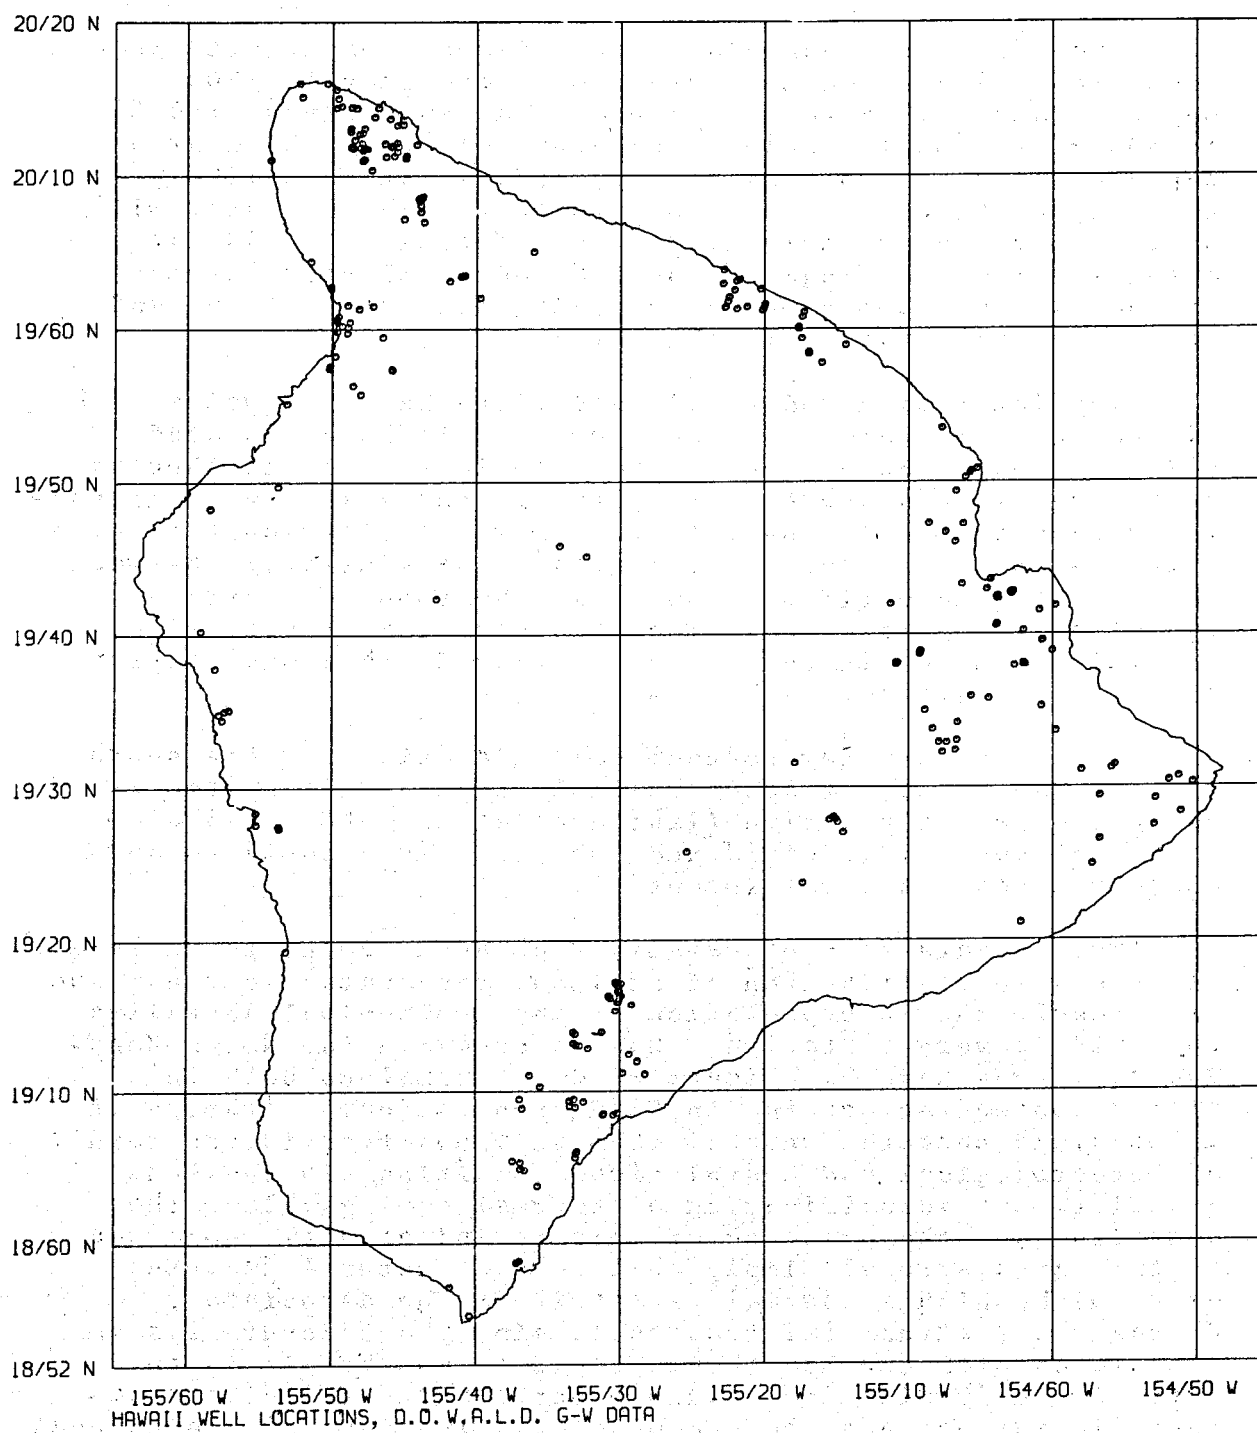 20/20 N
20/10 N
19/60 N
19/50 N
19/40 N
19/30 N
19/20 N
19/10 N
18/60 N
18/52 N
155/60 W 155/50 W 155/40 W 155/30 W 155/20 W 155/10 W 154/60 W 154/50 W
HAWAII WELL LOCATIONS, D.O.W.A.L.D. G-W DATA